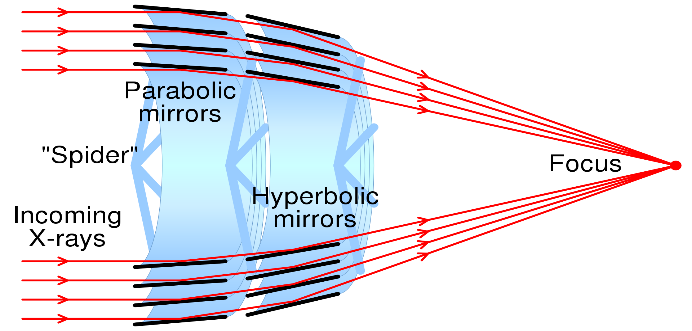 Parabolic
mirrors
"Spider"
Focus
Hyperbolic
mirrors
Incoming
X-rays